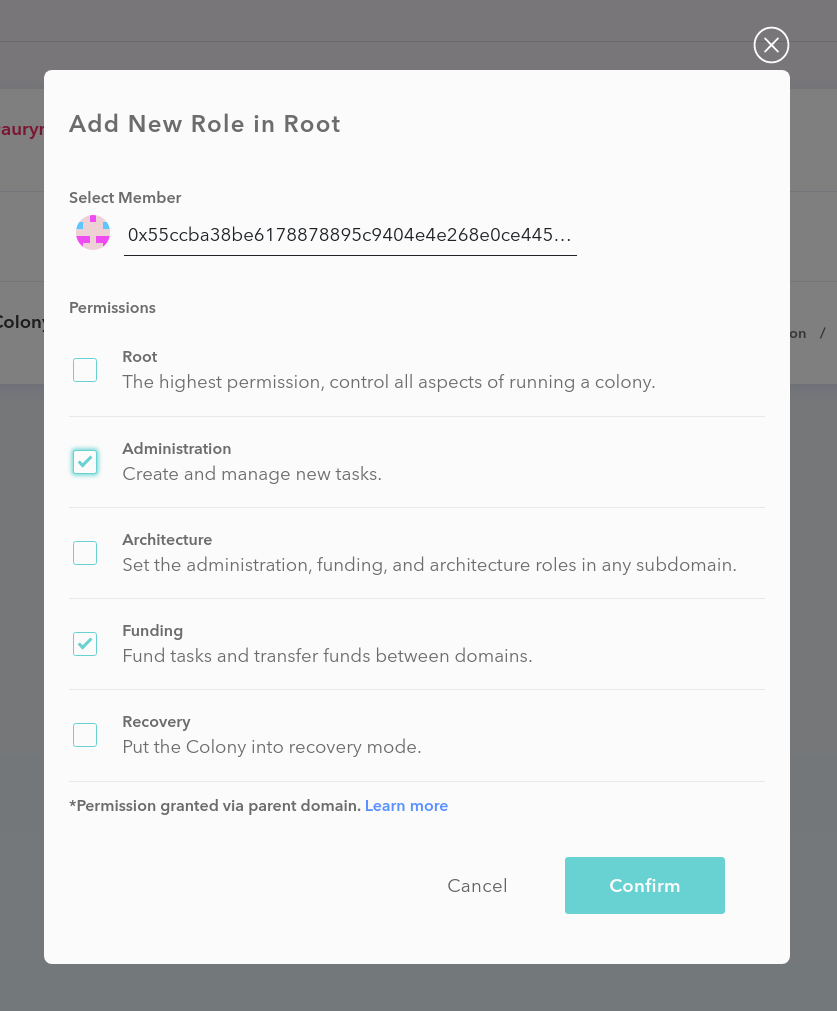 Add New Role in Root
Select Member
0x55ccba38be6178878895c9404e4e268e0ce445…
Permissions
Root
The highest permission, control all aspects of running a colony.
Administration
Create and manage new tasks.
Architecture
Set the administration, funding, and architecture roles in any subdomain.
Funding
Fund tasks and transfer funds between domains.
Recovery
Put the Colony into recovery mode.
*Permission granted via parent domain. Learn more
Cancel
Confirm